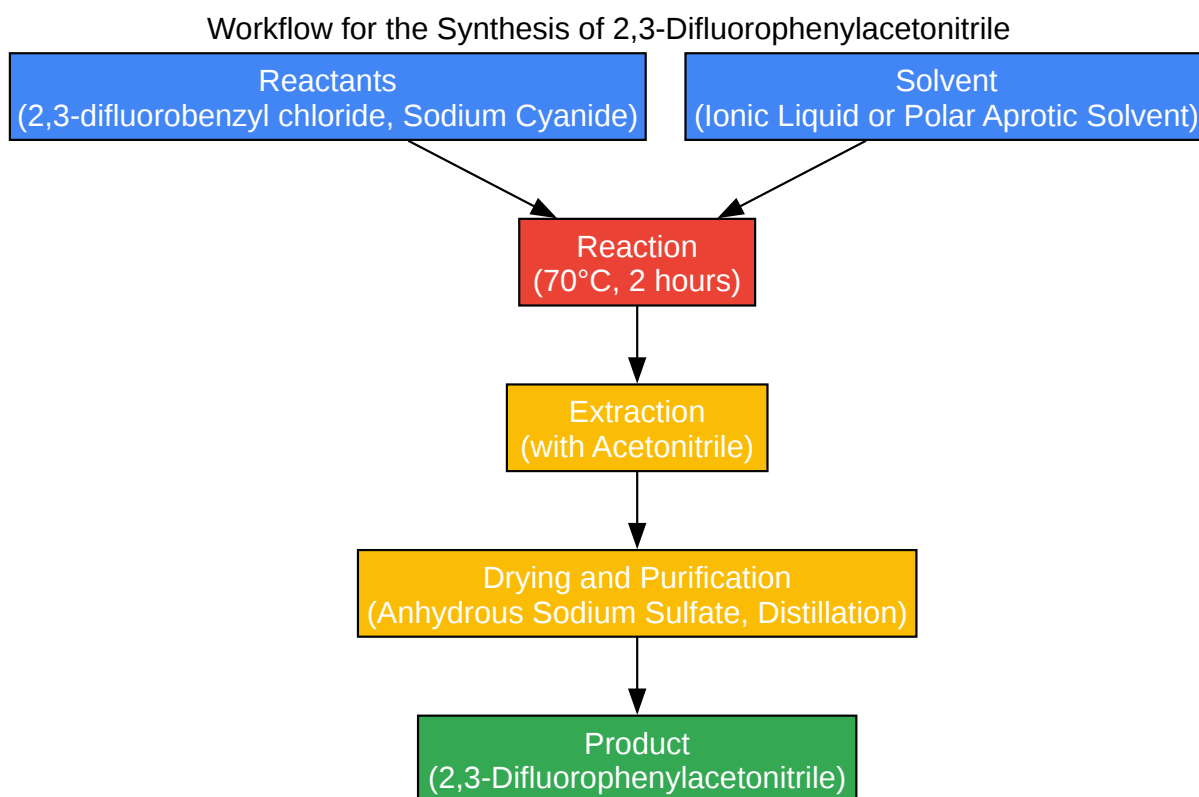 Workflow for the Synthesis of 2,3-Difluorophenylacetonitrile
Reactants
(2,3-difluorobenzyl chloride, Sodium Cyanide)
Solvent
(Ionic Liquid or Polar Aprotic Solvent)
Reaction
(70°C, 2 hours)
Extraction
(with Acetonitrile)
Drying and Purification
(Anhydrous Sodium Sulfate, Distillation)
Product
(2,3-Difluorophenylacetonitrile)